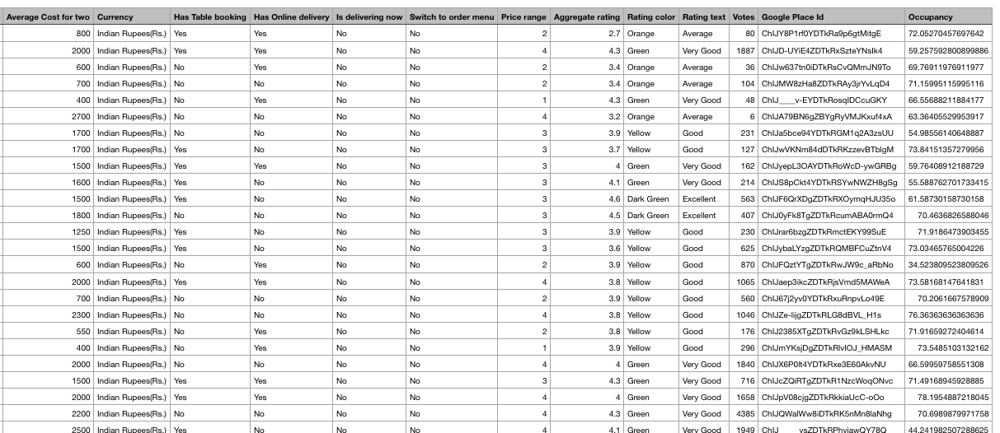 Average Cost for two Currency Has Table booking Has Online delivery Is delivering now Switch to order menu Price range Aggregate rating Rating color Rating text Votes Google Place Id Occupancy
800 Indian Rupees(Rs.) Yes Yes No No 2 2.7 Orange Average 80 ChIJY8P1rf0YDTkRa9p6gtMitgE 72.05270457697642
2000 Indian Rupees(Rs.) Yes Yes No No 4 4.3 Green Very Good 1887 ChIJD-UYiE4ZDTkRxSzteYNsIk4 59.257592800899886
600 Indian Rupees(Rs.) No Yes No No 2 3.4 Orange Average 36 ChIJw637tn0iDTkRsCvQMmJN9To 69.76911976911977
700 Indian Rupees(Rs.) No No No No 2 3.4 Orange Average 104 ChIJMW8zHa8ZDTkRAy3jrYvLqD4 71.15995115995116
400 Indian Rupees(Rs.) No Yes No No 1 4.3 Green Very Good 48 ChIJ____v-EYDTkRosqIDCcuGKY 66.55688211884177
2700 Indian Rupees(Rs.) No No No No 4 3.2 Orange Average 6 ChIJA79BN6gZBYgRyVMJKxuf4xA 63.36405529953917
1700 Indian Rupees(Rs.) No No No No 3 3.9 Yellow Good 231 ChIJa5bce94YDTkRGM1q2A3zsUU 54.98556140648887
1700 Indian Rupees(Rs.) Yes No No No 3 3.7 Yellow Good 127 ChIJwVKNm84dDTkRKzzevBTblgM 73.84151357279956
1500 Indian Rupees(Rs.) Yes Yes No No 3 4 Green Very Good 162 ChIJyepL3OAYDTkRoWcD-ywGRBg 59.76408912188729
1600 Indian Rupees(Rs.) No No No No 3 4.1 Green Very Good 214 ChIJS8pCkt4YDTkRSYwNWZH8gSg 55.588762701733415
1500 Indian Rupees(Rs.) Yes No No No 3 4.6 Dark Green Excellent 563 ChIJF6QrXDgZDTkRXOymqHJU35o 61.58730158730158
1800 Indian Rupees(Rs.) No No No No 3 4.5 Dark Green Excellent 407 ChIJ0yFk8TgZDTkRcumABA0rmQ4 70.4636826588046
1250 Indian Rupees(Rs.) Yes No No No 3 3.9 Yellow Good 230 ChIJrar6bzgZDTkRmctEKY99SuE 71.9186473903455
1500 Indian Rupees(Rs.) Yes No No No 3 3.6 Yellow Good 625 ChIJybaLYzgZDTkRQMBFCuZtnV4 73.03465765004226
600 Indian Rupees(Rs.) No Yes No No 2 3.9 Yellow Good 870 ChIJFQztYTgZDTkRwJW9c_aRbNo 34.523809523809526
2000 Indian Rupees(Rs.) Yes Yes No No 4 3.8 Yellow Good 1065 ChIJaep3ikcZDTkRjsVmd5MAWeA 73.58168147641831
700 Indian Rupees(Rs.) No No No No 2 3.9 Yellow Good 560 ChIJ67j2yv0YDTkRxuRnpvLo49E 70.2061667578909
2300 Indian Rupees(Rs.) No No No No 4 3.8 Yellow Good 1046 ChIJZe-lijgZDTkRLG8dBVL_H1s 76.36363636363636
550 Indian Rupees(Rs.) No Yes No No 2 3.8 Yellow Good 176 ChIJ2385XTgZDTkRvGz9kLSHLkc 71.91659272404614
400 Indian Rupees(Rs.) No Yes No No 1 3.9 Yellow Good 296 ChIJmYKsjDgZDTkRlvIOJ_HMASM 73.5485103132162
2000 Indian Rupees(Rs.) No No No No 4 4 Green Very Good 1840 ChIJX6P0It4YDTkRxe3E60AkvNU 66.59959758551308
1500 Indian Rupees(Rs.) Yes Yes No No 3 4.3 Green Very Good 716 ChIJcZQiRTgZDTkR1NzcWoqONvc 71.49168945928885
2000 Indian Rupees(Rs.) Yes Yes No No 4 4 Green Very Good 1658 ChIJpV08cjgZDTkRkkiaUcC-oOo 78.1954887218045
2200 Indian Rupees(Rs.) No No No No 4 4.3 Green Very Good 4385 ChIJQWalWw8iDTkRK5nMn8laNhg 70.6989879971758
2500 Indian Rupees(Rs.) Yes No No No 4 4.1 Green Very Good 1949 44.241982507288625